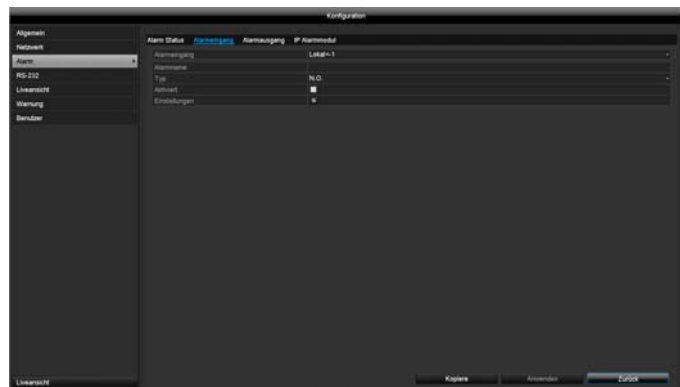 Konfiguration
Allgemein
Netzwerk
Alarm
RS-232
Liveansicht
Warnung
Benutzer
Alarm Status Alarmeingang Alarmausgang IP Alarmmodul
Alarmeingang Lokal<-1
Alarmname
Typ N.O.
Aktiviert
Einstellungen
Liveansicht
Kopiere Anwenden Zurück